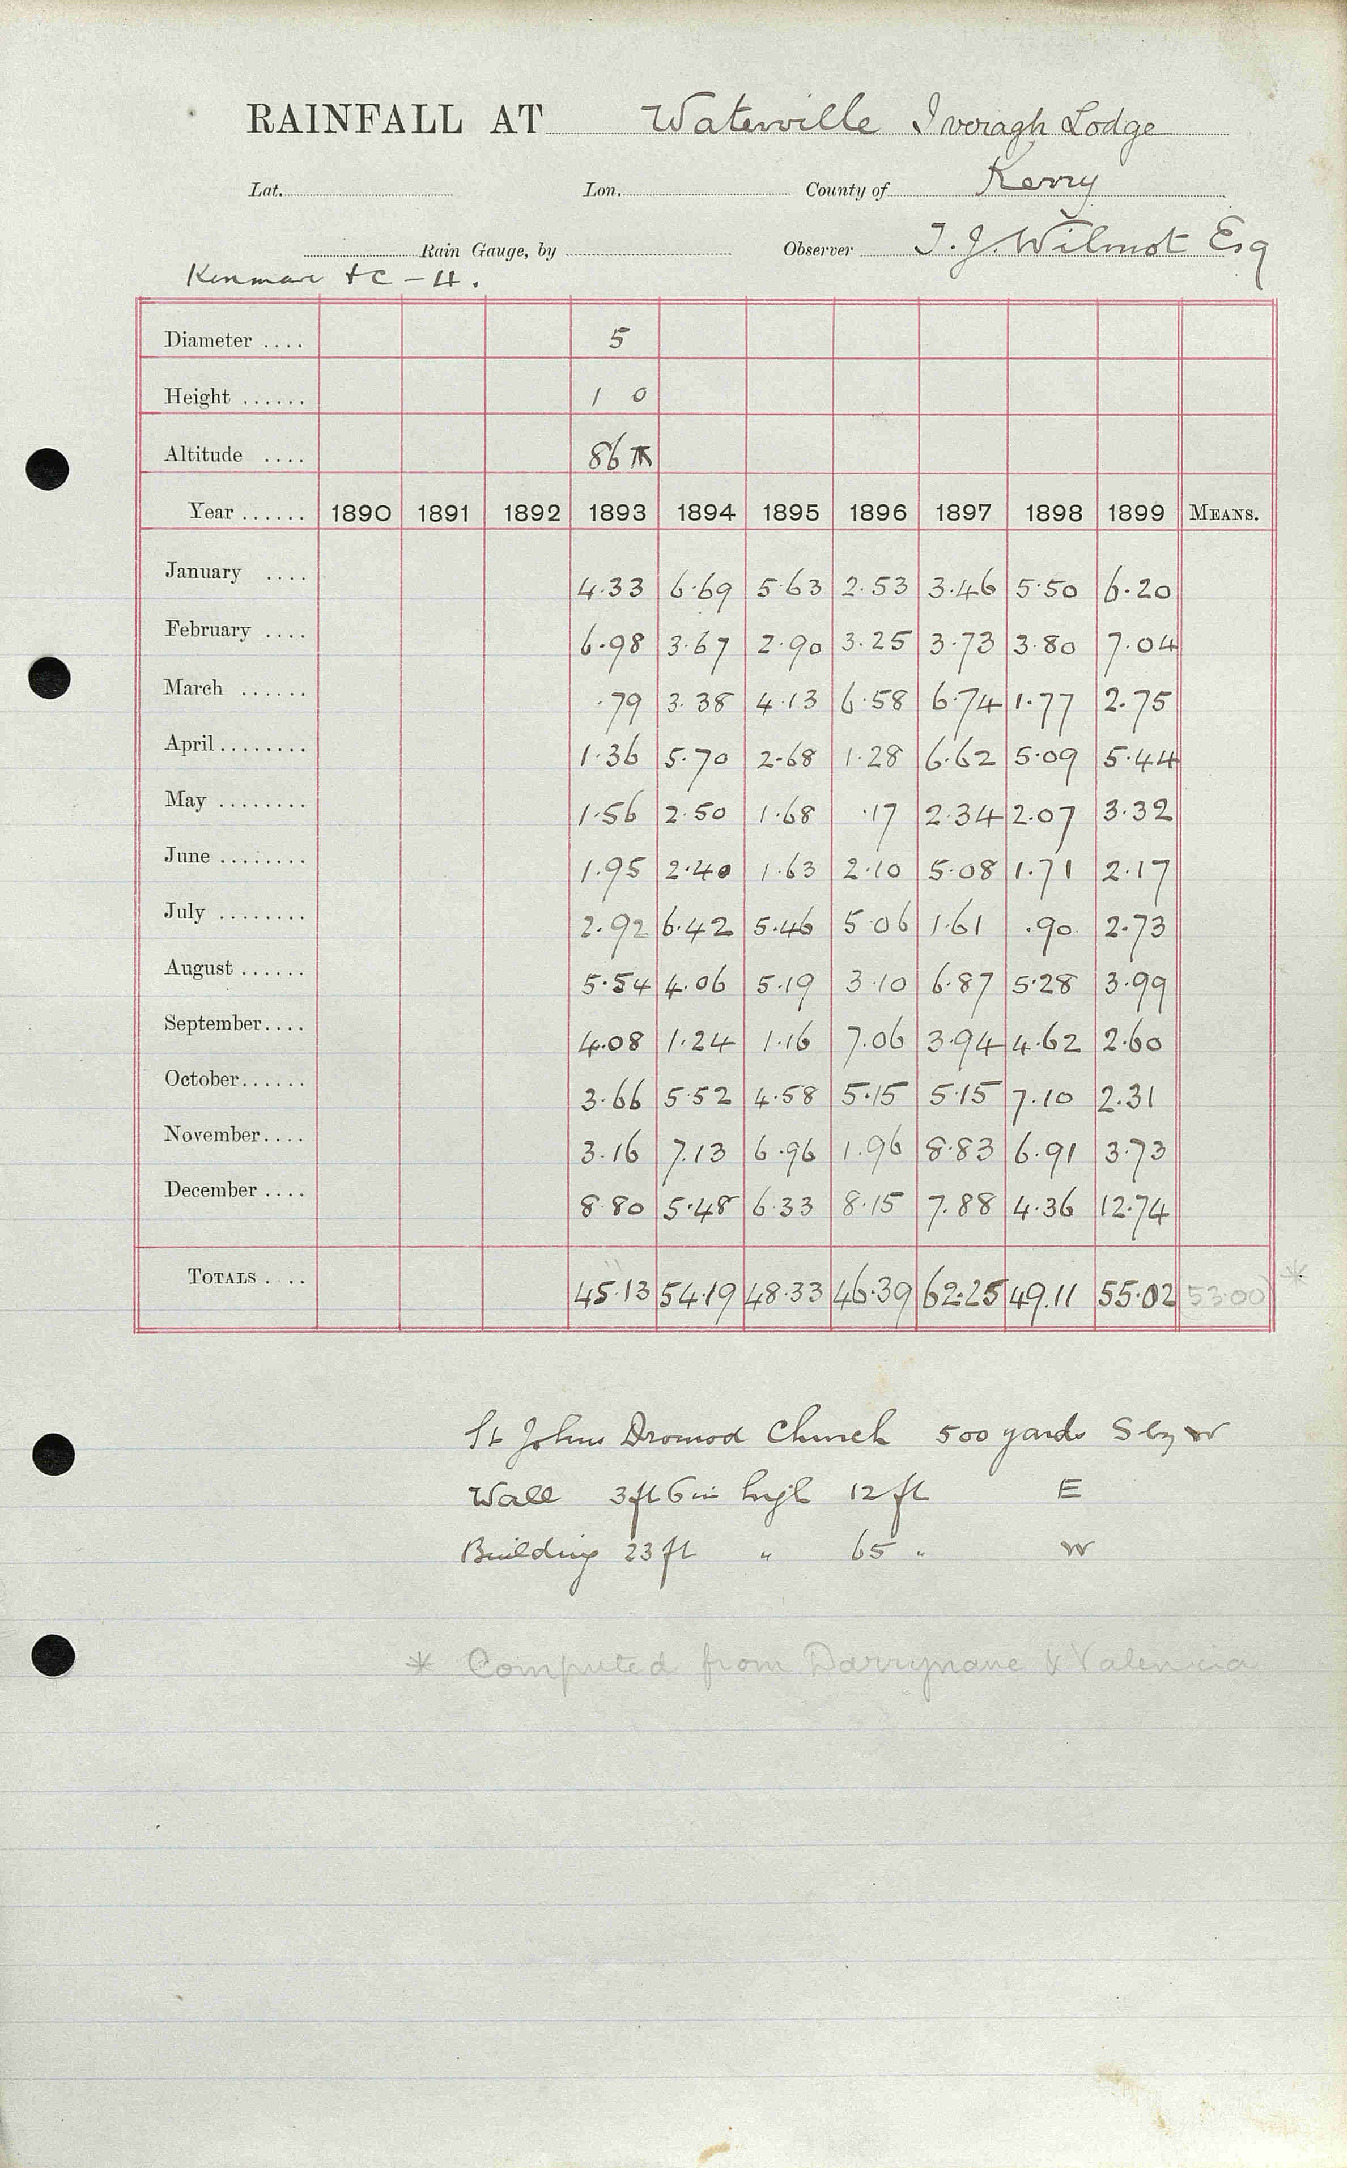 RAINFALL AT Waterville Iveragh Lodge
Lat. Lon. County of Kerry
Rain Gauge, by Observer T. J. Wilmot Esq
Diameter .... 5
Height ...... 1 0
Altitude .... 86
Year ...... 1890 1891 1892 1893 1894 1895 1896 1897 1898 1899 MEANS.
January .... 4.33 6.69 5.63 2.53 3.46 5.50 6.20
February .... 6.98 3.67 2.90 3.25 3.73 3.80 7.04
March ...... .79 3.38 4.13 6.58 6.74 1.77 2.75
April ........ 1.36 5.70 2.68 1.28 6.62 5.09 5.44
May ........ 1.56 2.50 1.68 .17 2.34 2.07 3.32
June ........ 1.95 2.40 1.63 2.10 5.08 1.71 2.17
July ........ 2.92 6.42 5.46 5.06 1.61 .90 2.73
August ...... 5.54 4.06 5.19 3.10 6.87 5.28 3.99
September.... 4.08 1.24 1.16 7.06 3.94 4.62 2.60
October...... 3.66 5.52 4.58 5.15 5.15 7.10 2.31
November.... 3.16 7.13 6.96 1.96 8.83 6.91 3.73
December .... 8.80 5.48 6.33 8.15 7.88 4.36 12.74
TOTALS .... 45.13 54.19 48.33 46.39 62.25 49.11 55.02 53.00 *
St Johns Dromod Church 500 yards S by W
Wall 3ft 6in high 12 ft E
Building 23 ft " 65 " W
* Computed from Darrynane & Valencia